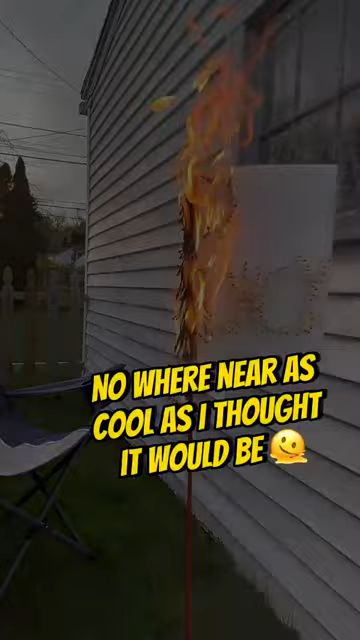 NO WHERE NEAR AS
COOL AS I THOUGHT
IT WOULD BE 🫠